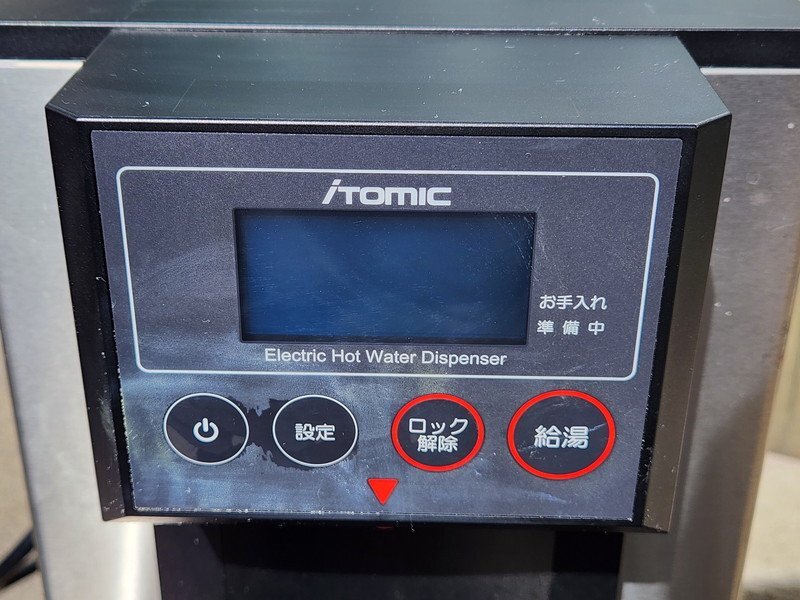 iTOMIC
お手入れ
準備中
Electric Hot Water Dispenser
設定
ロック
解除
給湯